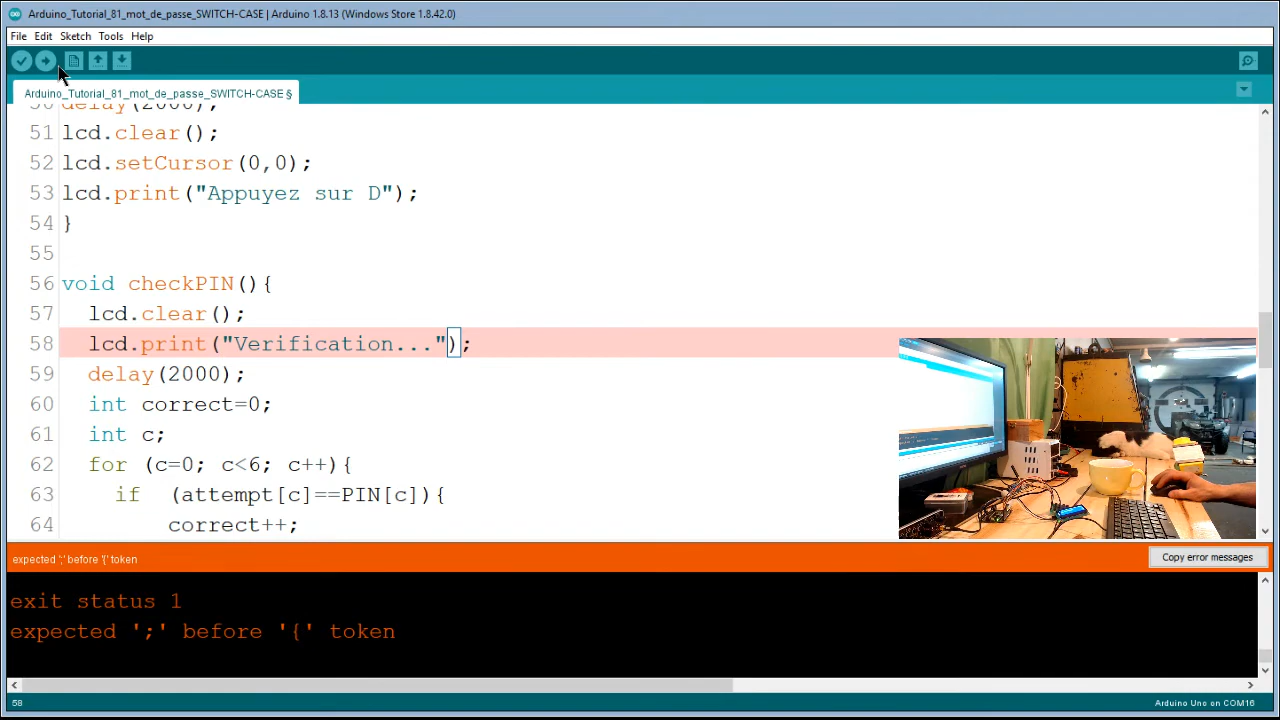 Arduino_Tutorial_81_mot_de_passe_SWITCH-CASE | Arduino 1.8.13 (Windows Store 1.8.42.0)
File Edit Sketch Tools Help
Arduino_Tutorial_81_mot_de_passe_SWITCH-CASE §
50 delay(2000);
51 lcd.clear();
52 lcd.setCursor(0,0);
53 lcd.print("Appuyez sur D");
54 }
55
56 void checkPIN(){
57 lcd.clear();
58 lcd.print("Verification...");
59 delay(2000);
60 int correct=0;
61 int c;
62 for (c=0; c<6; c++){
63 if (attempt[c]==PIN[c]){
64 correct++;
expected ';' before '{' token
Copy error messages
exit status 1
expected ';' before '{' token
58
Arduino Uno on COM16